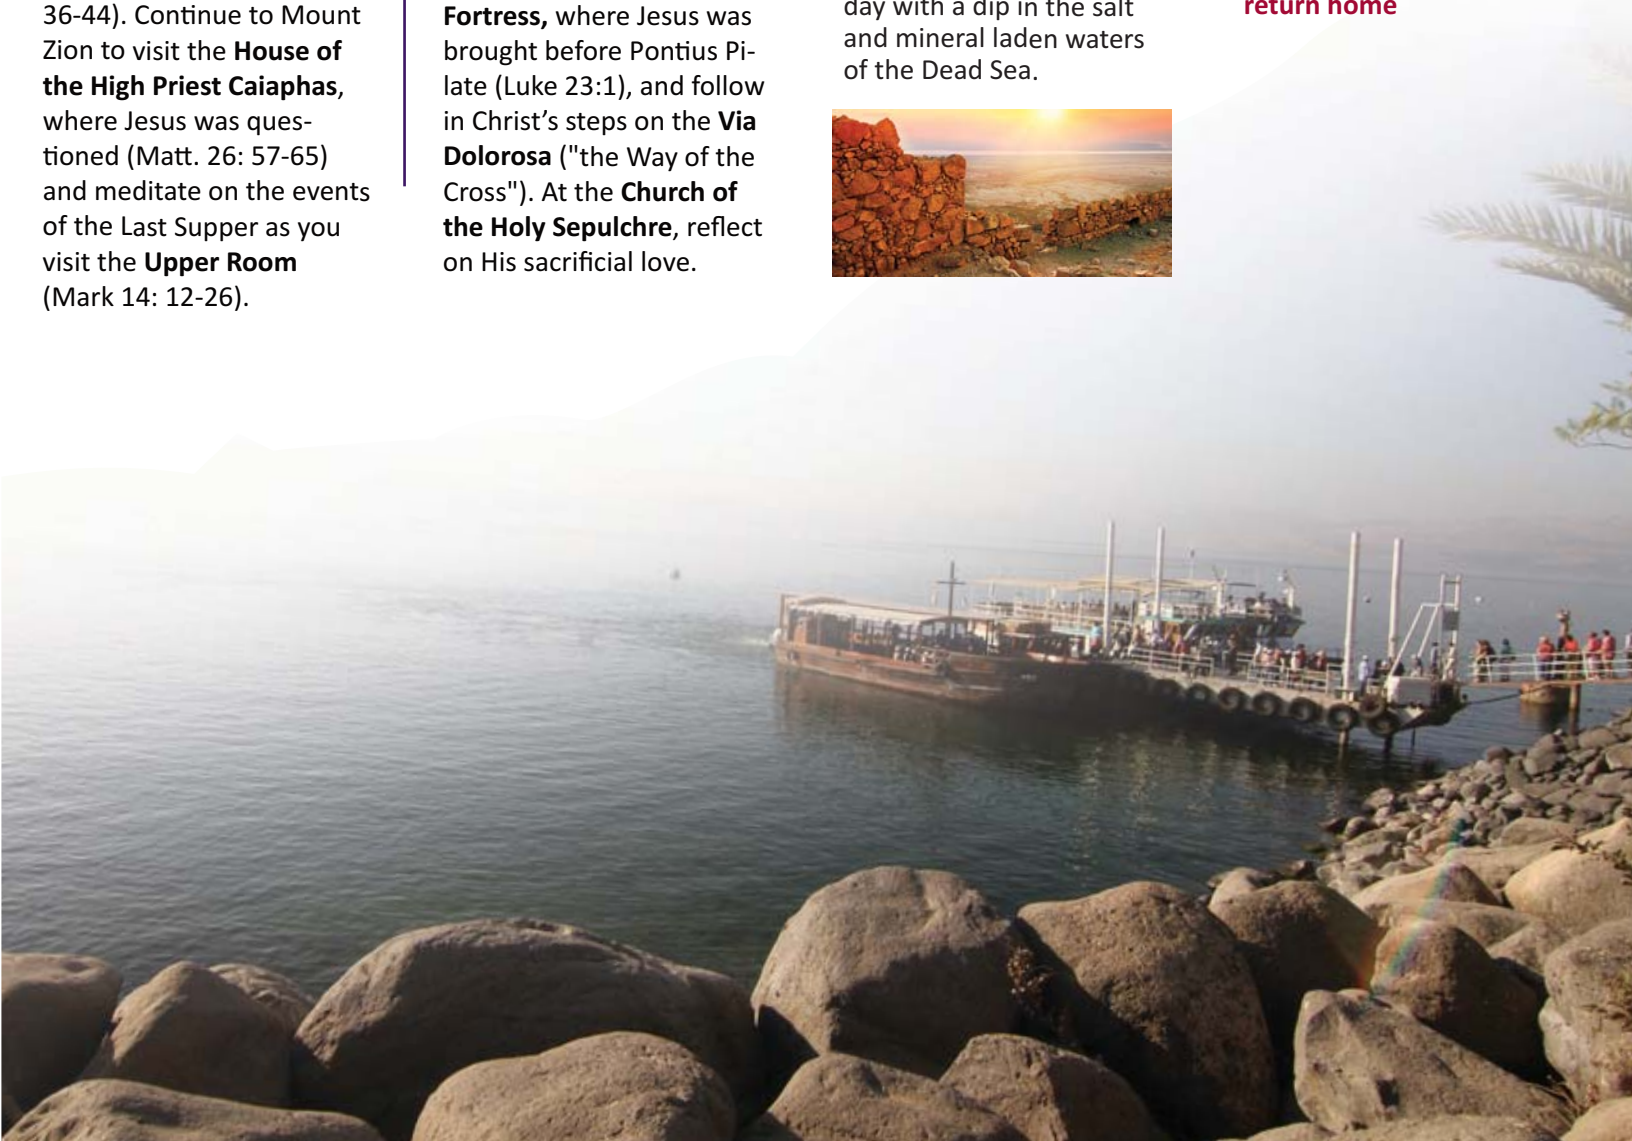 36-44). Continue to Mount
Zion to visit the House of
the High Priest Caiaphas,
where Jesus was ques-
tioned (Matt. 26: 57-65)
and meditate on the events
of the Last Supper as you
visit the Upper Room
(Mark 14: 12-26).
Fortress, where Jesus was
brought before Pontius Pi-
late (Luke 23:1), and follow
in Christ's steps on the Via
Dolorosa ("the Way of the
Cross"). At the Church of
the Holy Sepulchre, reflect
on His sacrificial love.
day with a dip in the salt
and mineral laden waters
of the Dead Sea.
return home